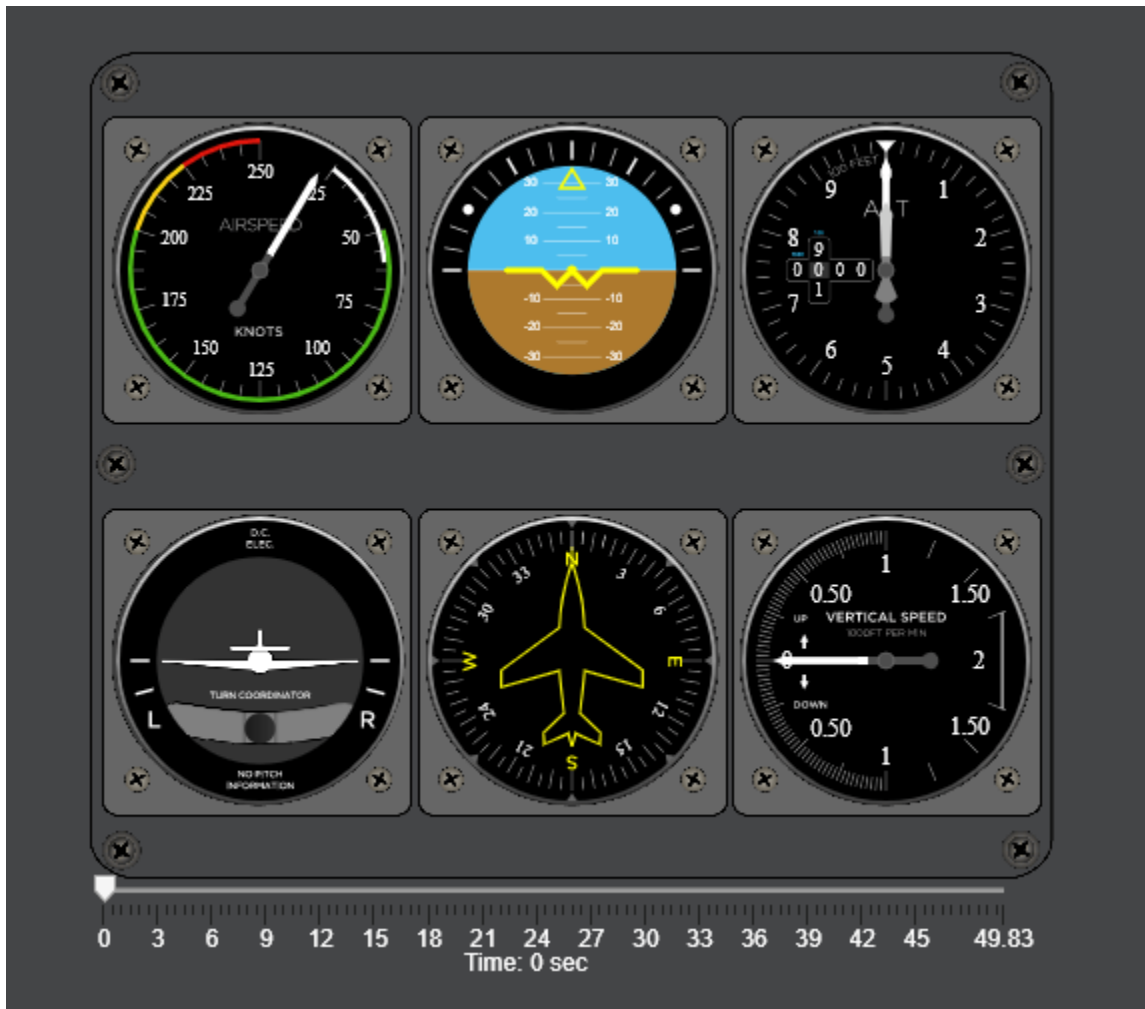 250
225
25
AIRSPEED
200
50
175
75
KNOTS
150
100
125
30 30
20 20
10 10
-10 -10
-20 -20
-30 -30
100 FEET
9
1
ALT
8
2
9
0 0 0 0
1
7
3
6
4
5
D.C.
ELEC.
TURN COORDINATOR
L
R
NO PITCH
INFORMATION
N
33
3
30
6
W
E
24
12
21
15
S
1
0.50
1.50
UP
VERTICAL SPEED
1000FT PER MIN
0
2
DOWN
0.50
1.50
1
0 3 6 9 12 15 18 21 24 27 30 33 36 39 42 45 49.83
Time: 0 sec